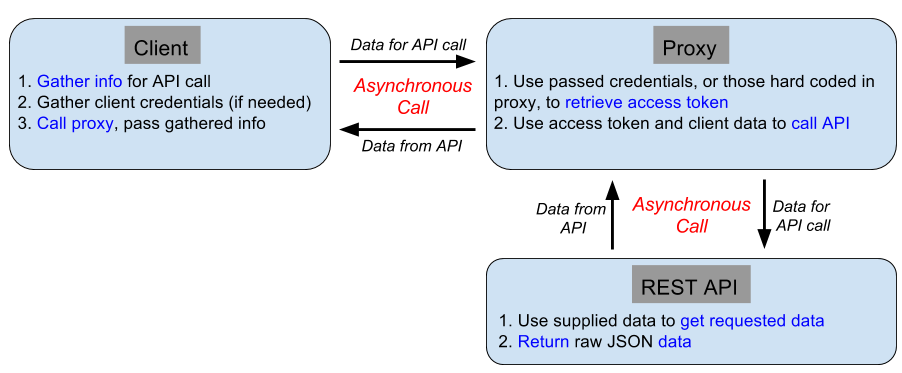 Client
1. Gather info for API call
2. Gather client credentials (if needed)
3. Call proxy, pass gathered info
Data for API call
Asynchronous
Call
Data from API
Proxy
1. Use passed credentials, or those hard coded in
proxy, to retrieve access token
2. Use access token and client data to call API
Data from
API
Asynchronous
Call
Data for
API call
REST API
1. Use supplied data to get requested data
2. Return raw JSON data